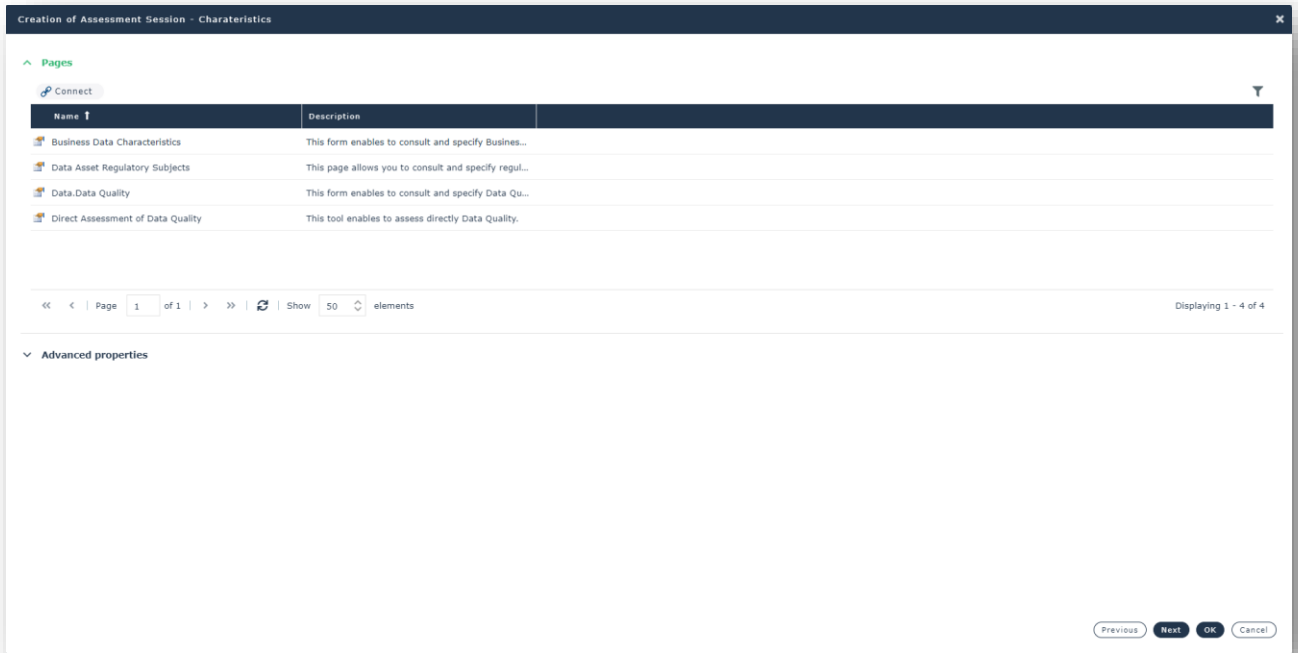 Creation of Assessment Session - Charateristics
Pages
Connect
Name Description
Business Data Characteristics This form enables to consult and specify Busines...
Data Asset Regulatory Subjects This page allows you to consult and specify regul...
Data.Data Quality This form enables to consult and specify Data Qu...
Direct Assessment of Data Quality This tool enables to assess directly Data Quality.
Page 1 of 1 Show 50 elements Displaying 1 - 4 of 4
Advanced properties
Previous Next OK Cancel